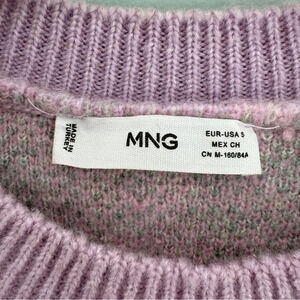 MADE IN
TURKEY
MNG
EUR-USA S
MEX CH
CN M-160/84A